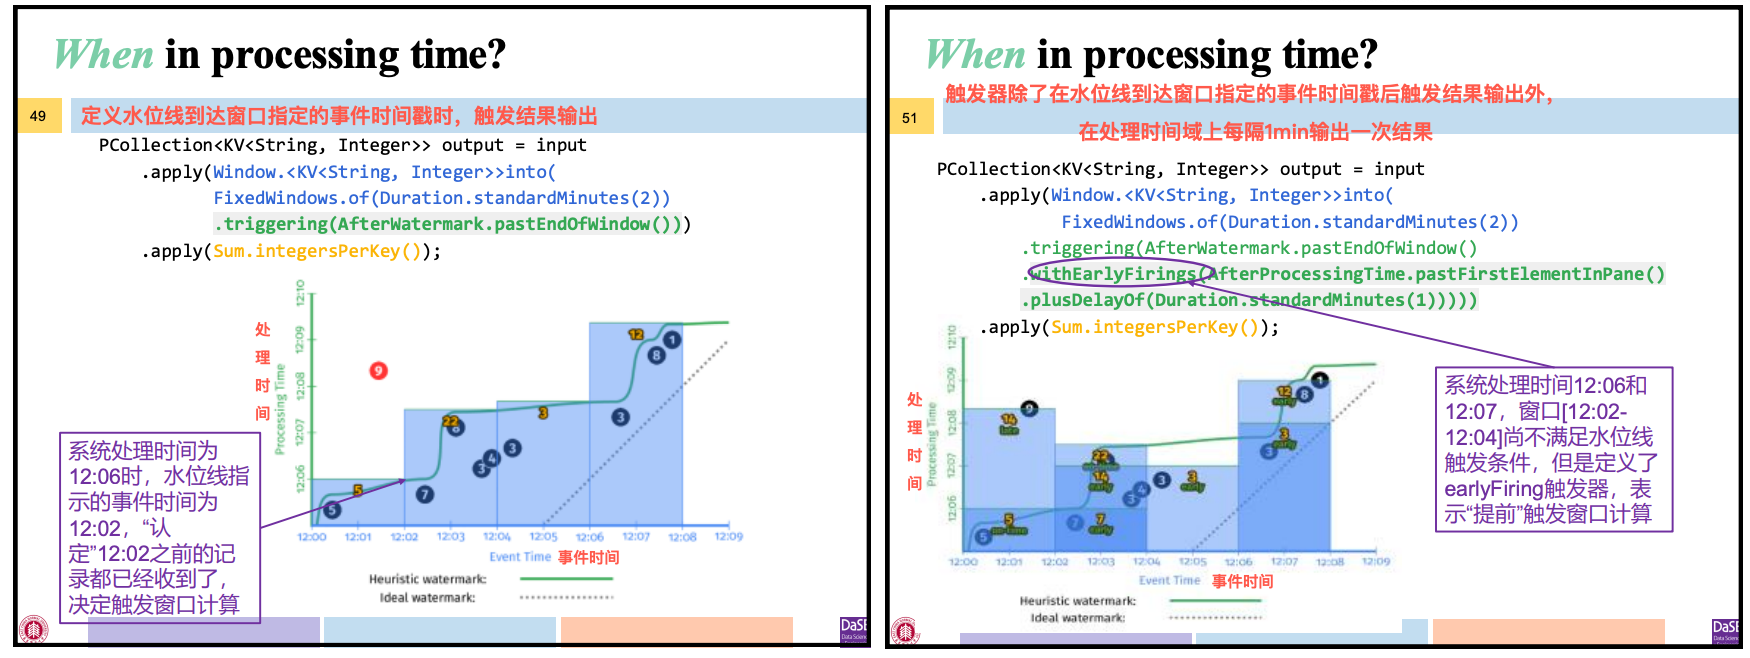 When in processing time?
49
定义水位线到达窗口指定的事件时间戳时，触发结果输出
PCollection<KV<String, Integer>> output = input
.apply(Window.<KV<String, Integer>>into(
FixedWindows.of(Duration.standardMinutes(2))
.triggering(AfterWatermark.pastEndOfWindow()))
.apply(Sum.integersPerKey());
处理时间
Processing Time
12:10
12:09
12:08
12:07
12:06
9
12
1
8
3
3
22
8
3
4
3
7
5
5
12:00 12:01 12:02 12:03 12:04 12:05 12:06 12:07 12:08 12:09
Event Time 事件时间
Heuristic watermark:
Ideal watermark:
系统处理时间为
12:06时，水位线指
示的事件时间为
12:02，“认
定”12:02之前的记
录都已经收到了，
决定触发窗口计算
DaSE
Data Science
When in processing time?
触发器除了在水位线到达窗口指定的事件时间戳后触发结果输出外，
51
在处理时间域上每隔1min输出一次结果
PCollection<KV<String, Integer>> output = input
.apply(Window.<KV<String, Integer>>into(
FixedWindows.of(Duration.standardMinutes(2))
.triggering(AfterWatermark.pastEndOfWindow()
.withEarlyFirings(AfterProcessingTime.pastFirstElementInPane()
.plusDelayOf(Duration.standardMinutes(1)))))
.apply(Sum.integersPerKey());
处理时间
Processing Time
12:10
12:09
12:08
12:07
12:06
9
14
late
1
12
early
8
3
early
3
22
on-time
14
early
3
4
3
3
early
7
7
early
5
on-time
5
12:00 12:01 12:02 12:03 12:04 12:05 12:06 12:07 12:08 12:09
Event Time 事件时间
Heuristic watermark:
Ideal watermark:
系统处理时间12:06和
12:07，窗口[12:02-
12:04]尚不满足水位线
触发条件，但是定义了
earlyFiring触发器，表
示“提前”触发窗口计算
DaSE
Data Science